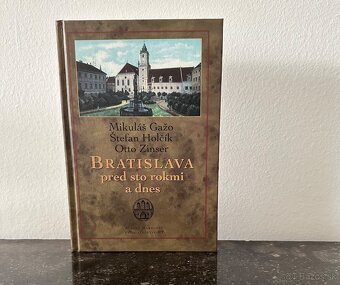 Mikuláš Gažo
Štefan Holčík
Otto Zinser
BRATISLAVA
pred sto rokmi
a dnes